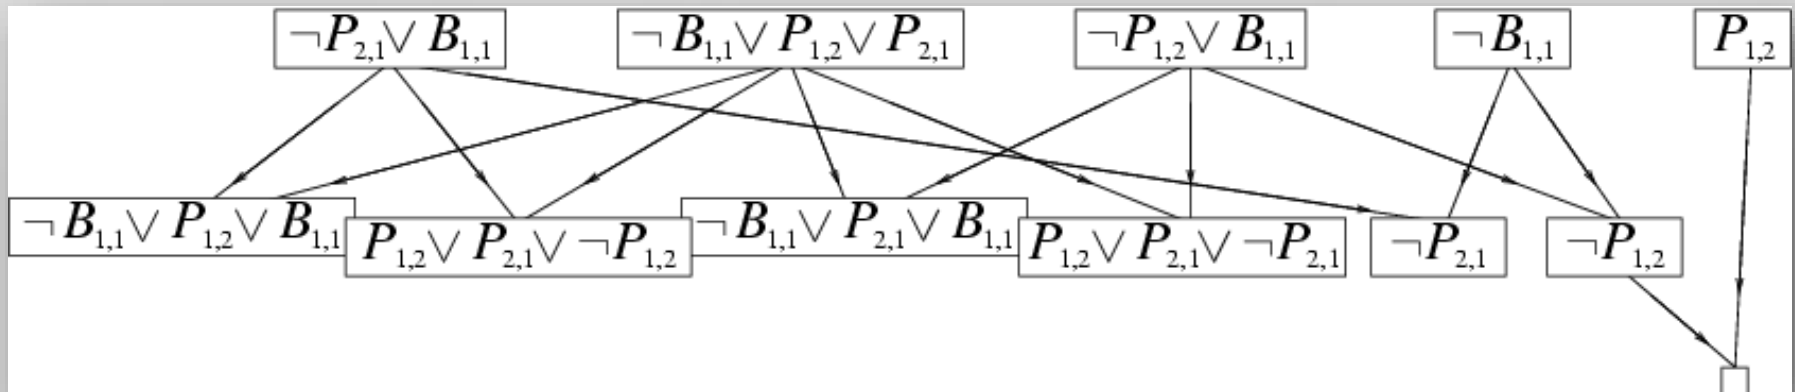 ¬P2,1 ∨ B1,1
¬B1,1 ∨ P1,2 ∨ P2,1
¬P1,2 ∨ B1,1
¬B1,1
P1,2
¬B1,1 ∨ P1,2 ∨ B1,1
P1,2 ∨ P2,1 ∨ ¬P1,2
¬B1,1 ∨ P2,1 ∨ B1,1
P1,2 ∨ P2,1 ∨ ¬P2,1
¬P2,1
¬P1,2